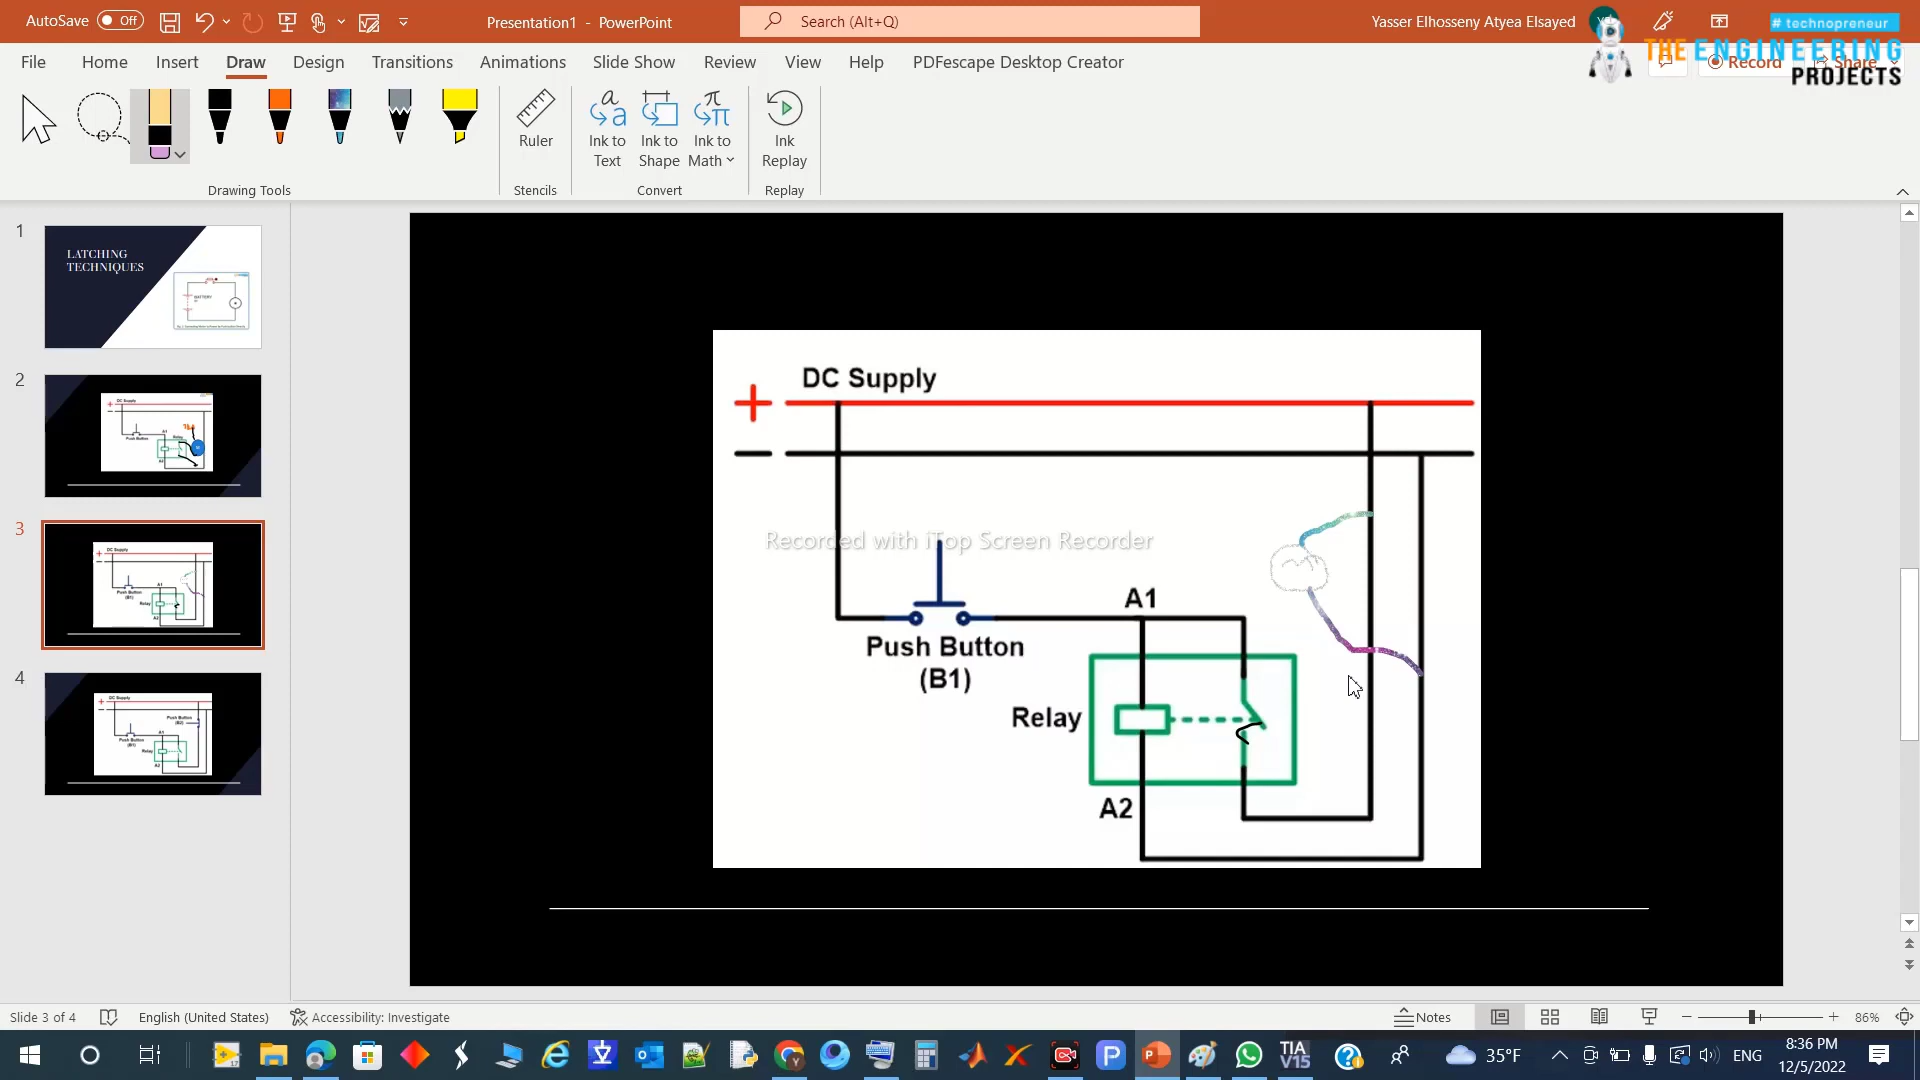 AutoSave Off
Presentation1 - PowerPoint
Search (Alt+Q)
Yasser Elhosseny Atyea Elsayed
# technopreneur
THE ENGINEERING
PROJECTS
File Home Insert Draw Design Transitions Animations Slide Show Review View Help PDFescape Desktop Creator
Record Share
Ruler
Ink to
Text
Ink to
Shape
Ink to
Math
Ink
Replay
Drawing Tools
Stencils
Convert
Replay
1
LATCHING
TECHNIQUES
2
3
4
DC Supply
Recorded with iTop Screen Recorder
Push Button
(B1)
A1
Relay
A2
Slide 3 of 4
English (United States)
Accessibility: Investigate
Notes
86%
TIA
V15
35°F
ENG
8:36 PM
12/5/2022